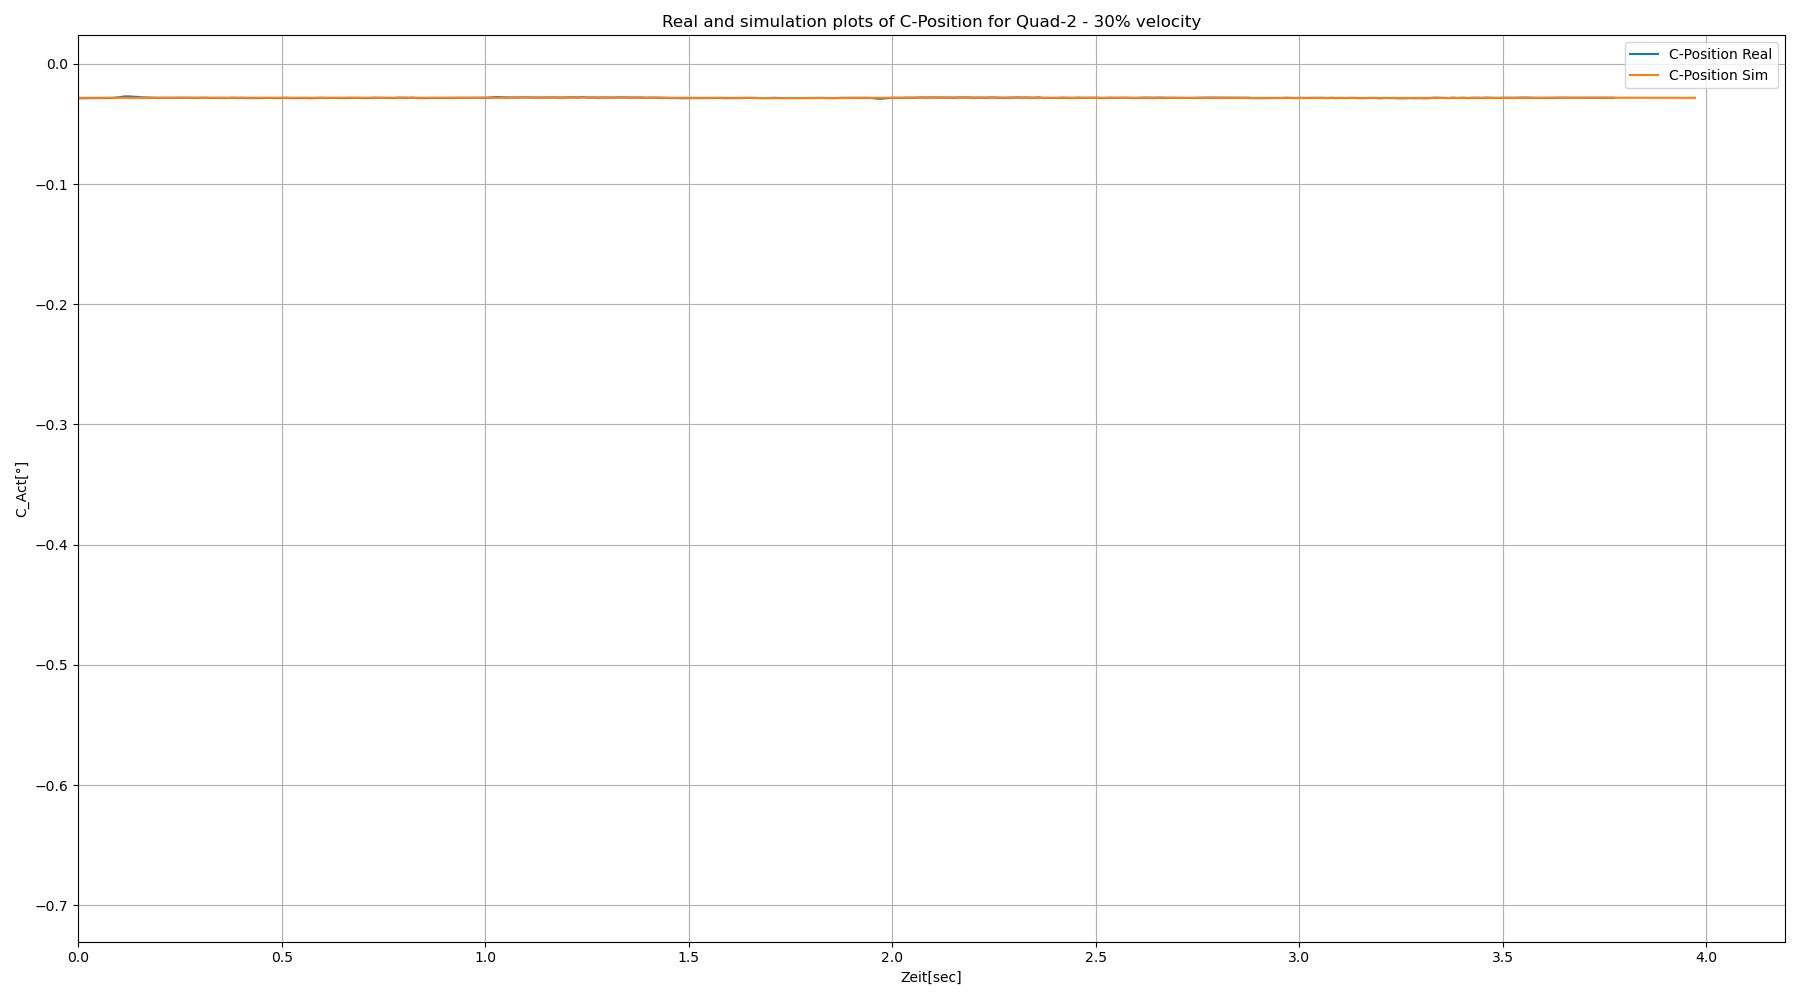 Real and simulation plots of C-Position for Quad-2 - 30% velocity
C-Position Real
C-Position Sim
0.0
−0.1
−0.2
−0.3
−0.4
−0.5
−0.6
−0.7
C_Act[°]
0.0 0.5 1.0 1.5 2.0 2.5 3.0 3.5 4.0
Zeit[sec]